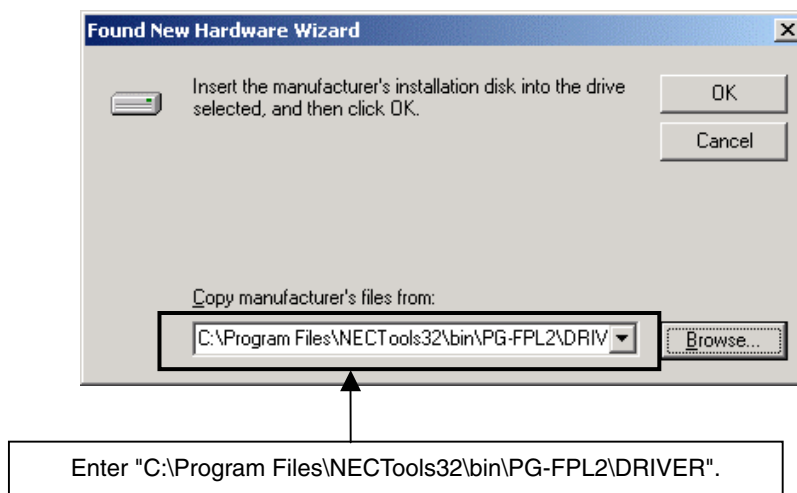 Found New Hardware Wizard
Insert the manufacturer's installation disk into the drive
selected, and then click OK.
OK
Cancel
Copy manufacturer's files from:
C:\Program Files\NECTools32\bin\PG-FPL2\DRIV
Browse...
Enter "C:\Program Files\NECTools32\bin\PG-FPL2\DRIVER".